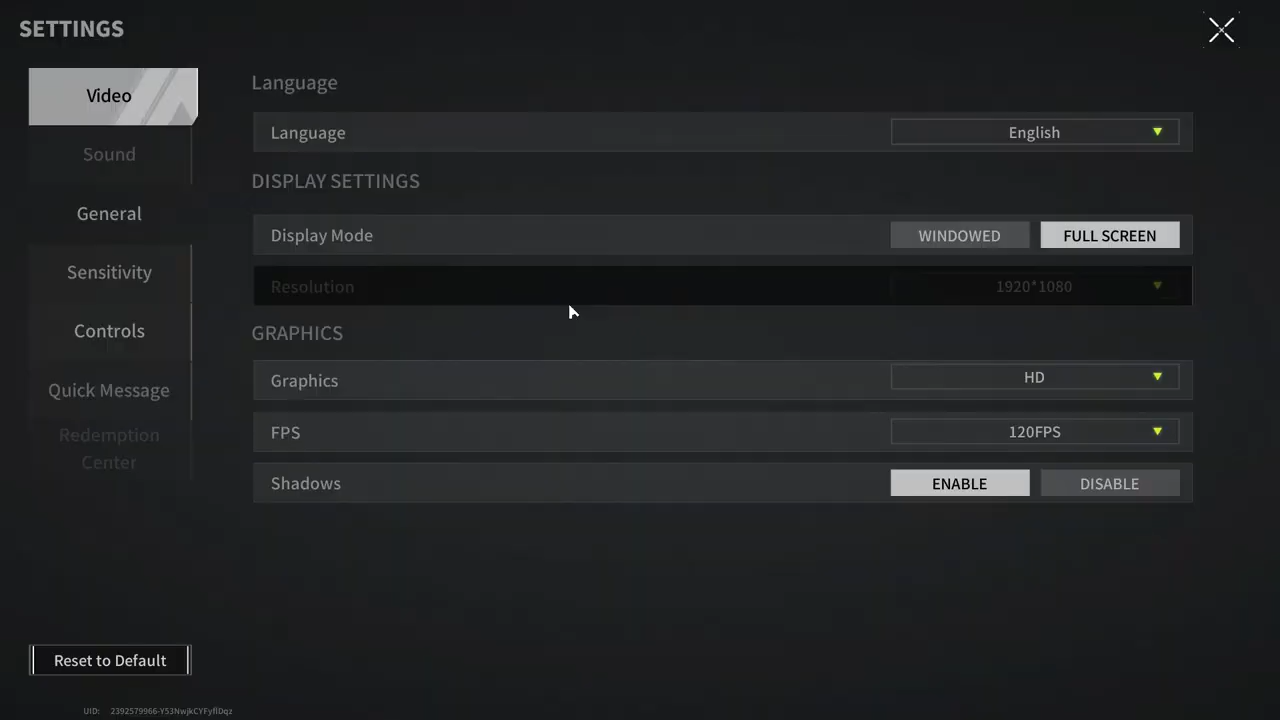 SETTINGS
Video
Sound
General
Sensitivity
Controls
Quick Message
Redemption
Center
Reset to Default
Language
Language
English
DISPLAY SETTINGS
Display Mode
WINDOWED
FULL SCREEN
Resolution
1920*1080
GRAPHICS
Graphics
HD
FPS
120FPS
Shadows
ENABLE
DISABLE
UID: